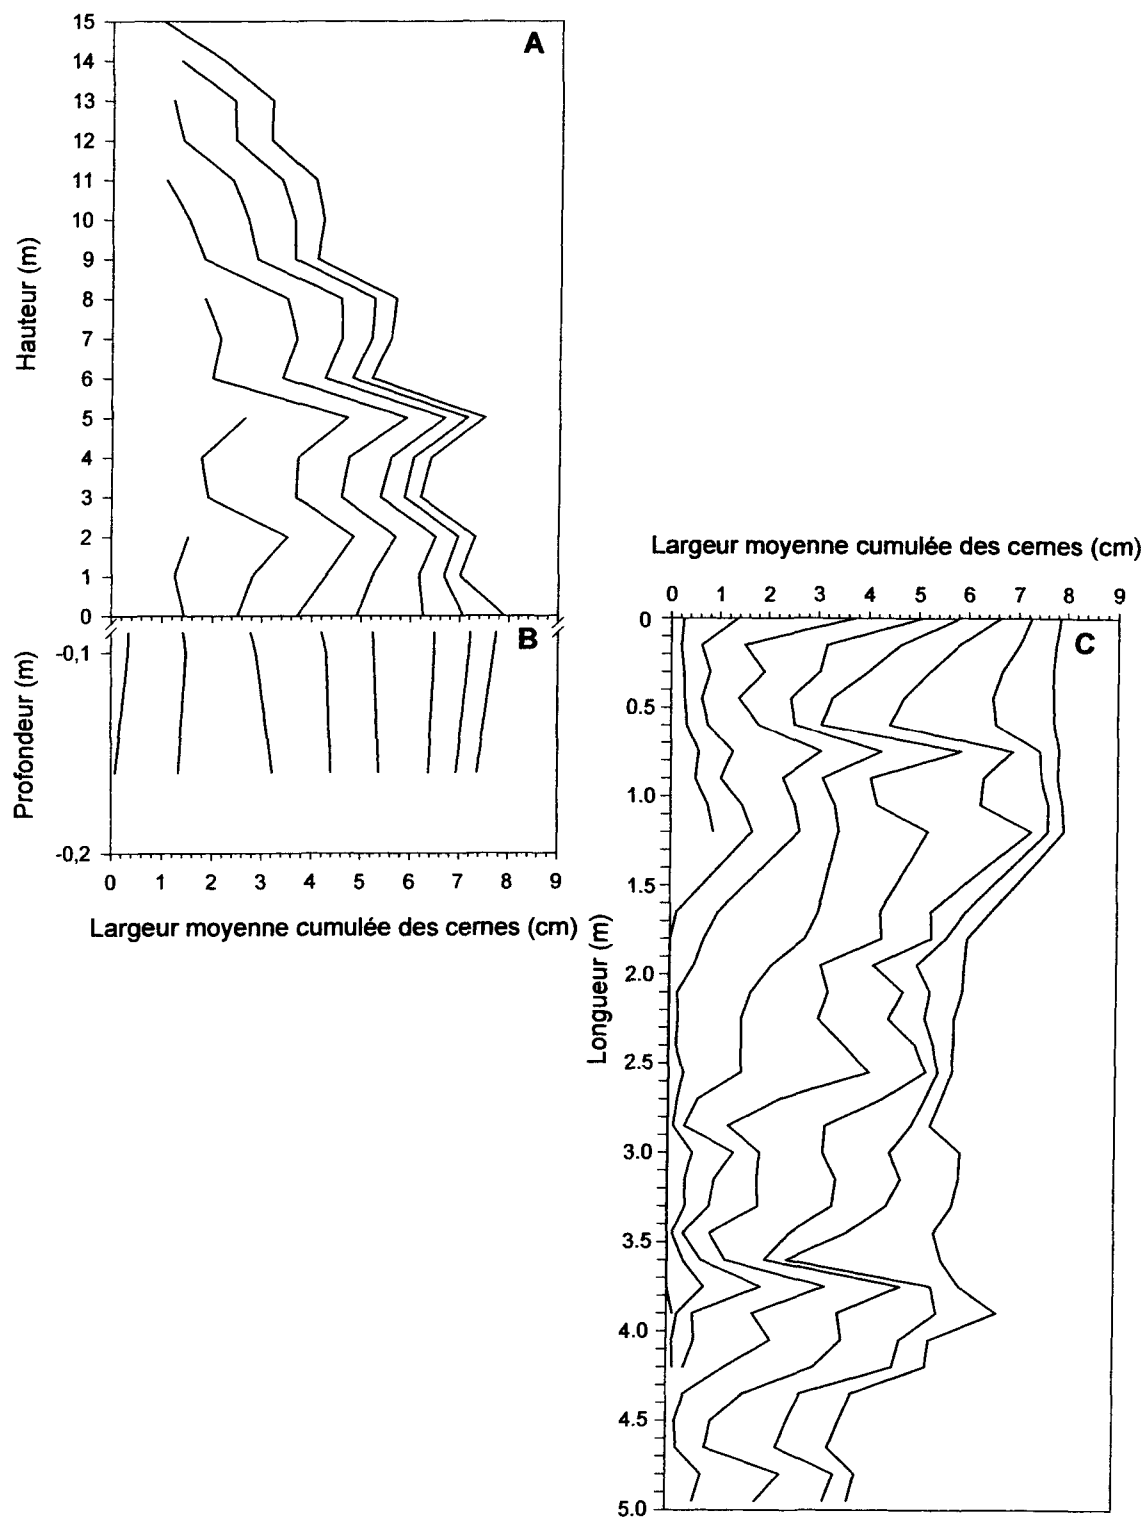 A
15
14
13
12
11
10
9
8
7
6
5
4
3
2
1
0
Hauteur (m)
B
-0,1
-0,2
Profondeur (m)
0 1 2 3 4 5 6 7 8 9
Largeur moyenne cumulée des cernes (cm)
Largeur moyenne cumulée des cernes (cm)
0 1 2 3 4 5 6 7 8 9
C
0
0.5
1.0
1.5
2.0
2.5
3.0
3.5
4.0
4.5
5.0
Longueur (m)